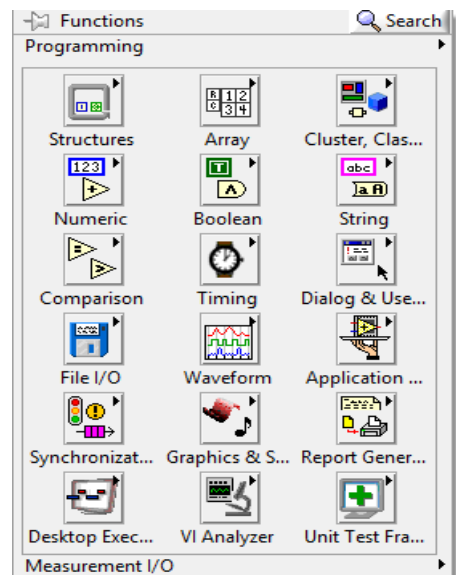 Functions Search
Programming
Structures Array Cluster, Clas...
Numeric Boolean String
Comparison Timing Dialog & Use...
File I/O Waveform Application ...
Synchronizat... Graphics & S... Report Gener...
Desktop Exec... VI Analyzer Unit Test Fra...
Measurement I/O